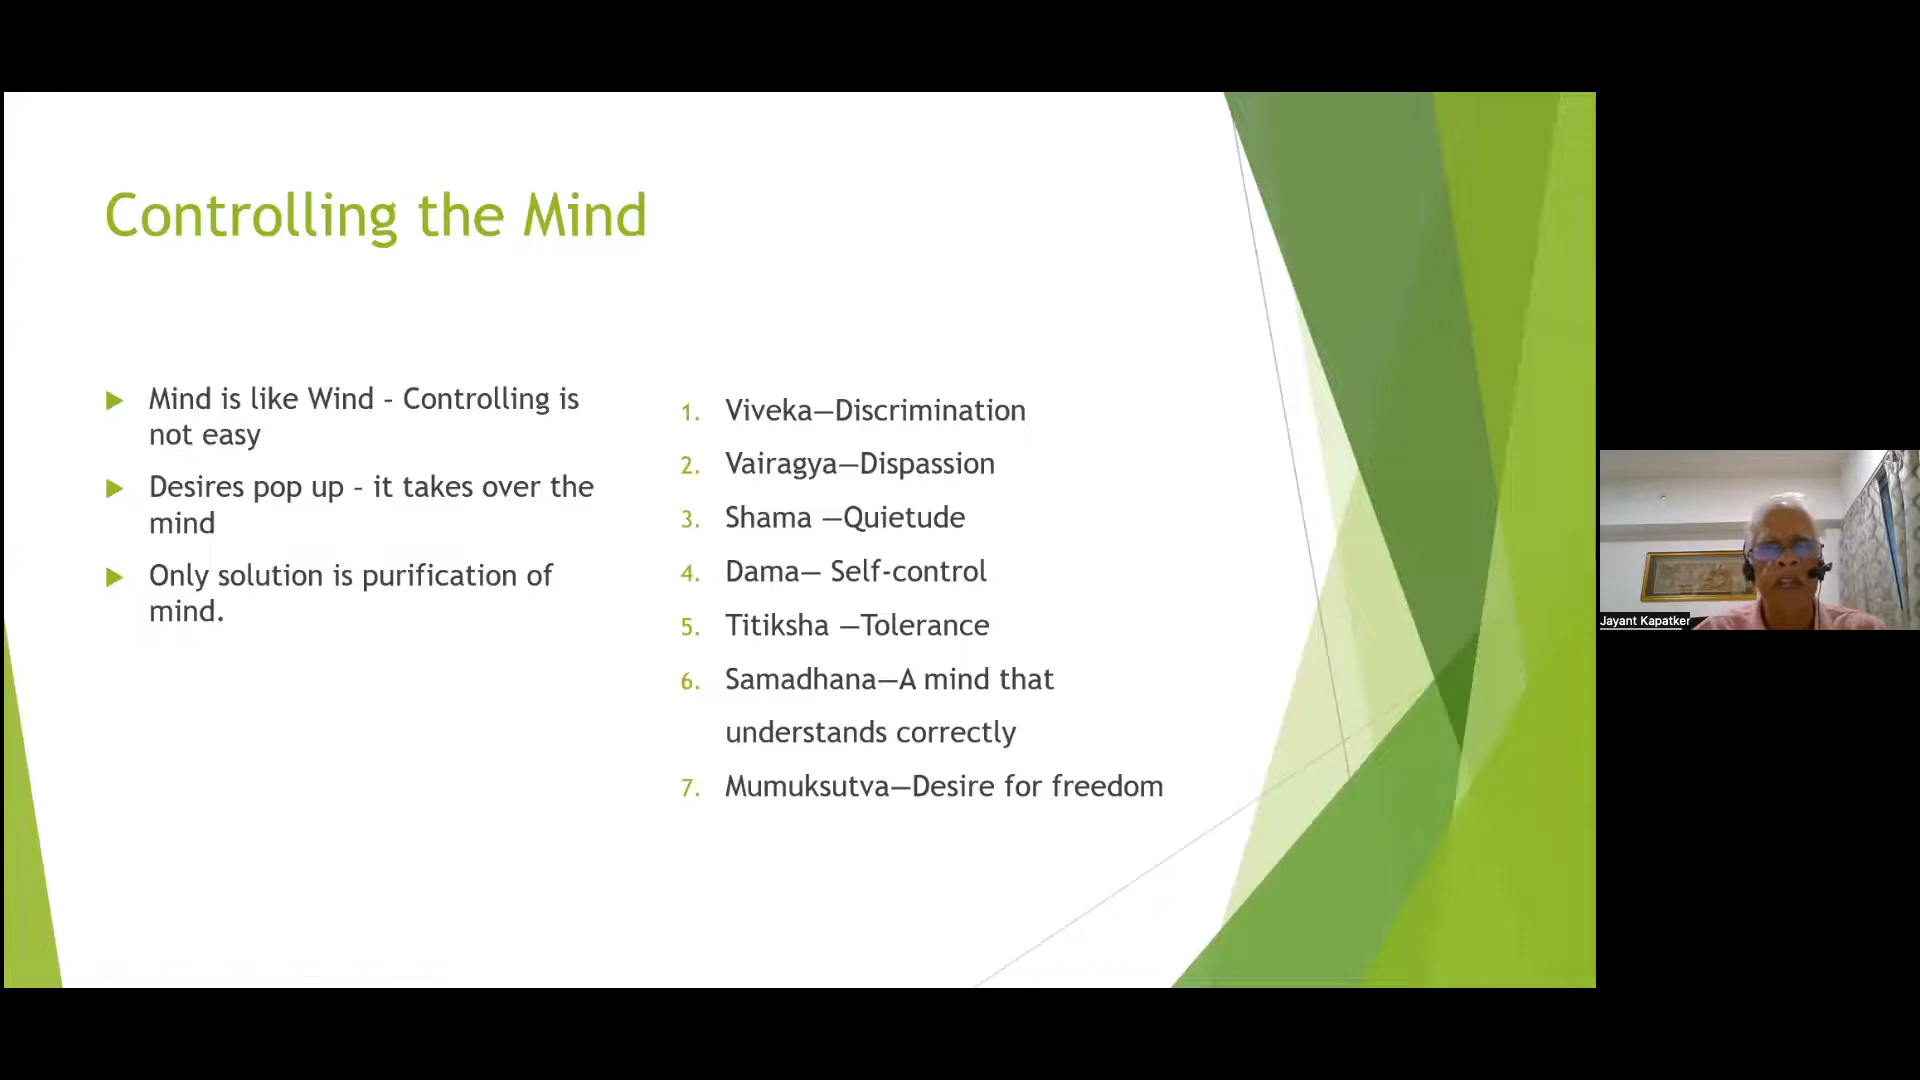 Controlling the Mind
Mind is like Wind – Controlling is
not easy
Desires pop up – it takes over the
mind
Only solution is purification of
mind.
1. Viveka—Discrimination
2. Vairagya—Dispassion
3. Shama —Quietude
4. Dama— Self-control
5. Titiksha —Tolerance
6. Samadhana—A mind that
understands correctly
7. Mumuksutva—Desire for freedom
Jayant Kapatker